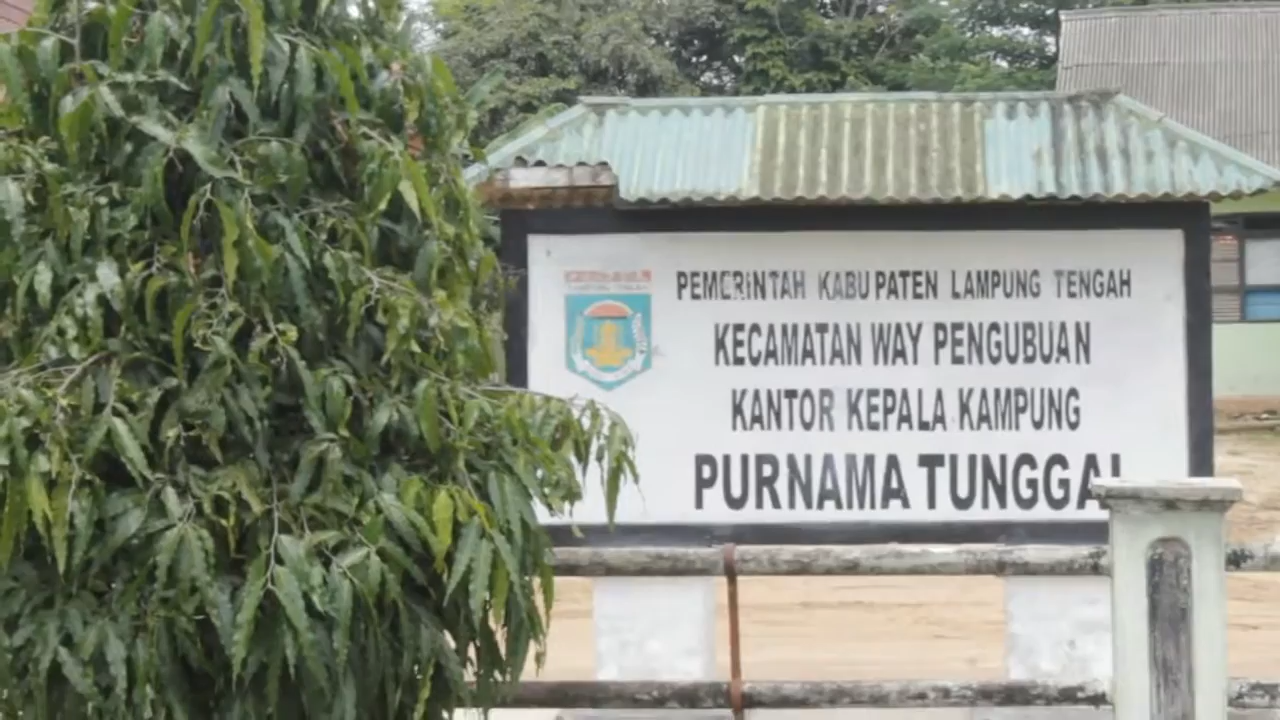 PEMERINTAH KABUPATEN LAMPUNG TENGAH
KECAMATAN WAY PENGUBUAN
KANTOR KEPALA KAMPUNG
PURNAMA TUNGGAL